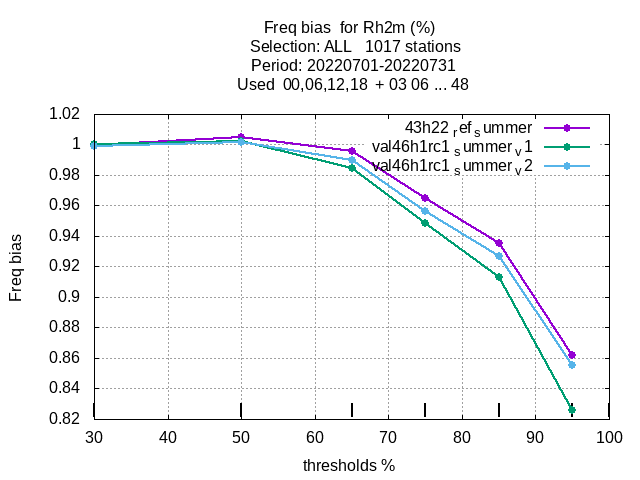 Freq bias  for Rh2m (%)
Selection: ALL   1017 stations
Period: 20220701-20220731
Used  00,06,12,18  + 03 06 ... 48
43h22 ref summer
val46h1rc1 summer v1
val46h1rc1 summer v2
1.02
1
0.98
0.96
0.94
0.92
0.9
0.88
0.86
0.84
0.82
Freq bias
30 40 50 60 70 80 90 100
thresholds %